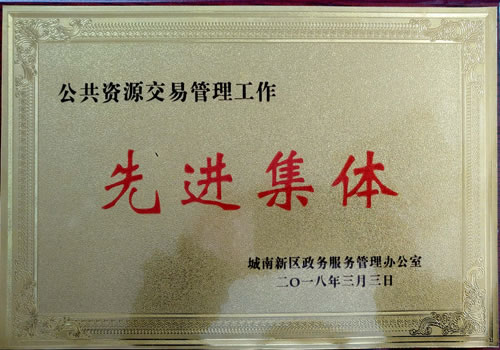 公共资源交易管理工作
先进集体
城南新区政务服务管理办公室
二〇一八年三月三日